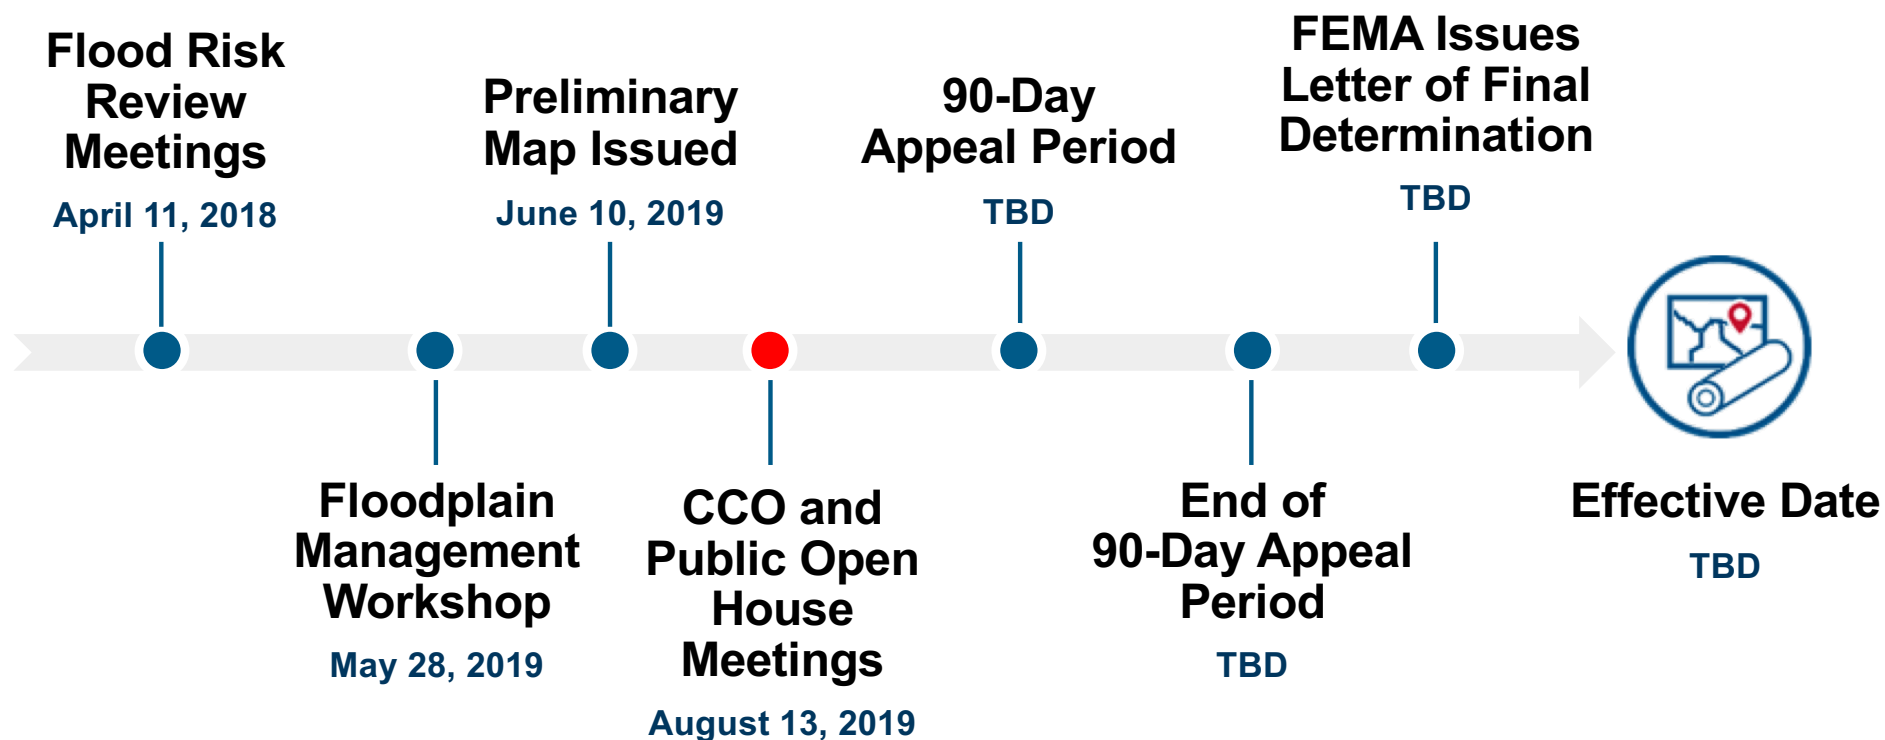 Flood Risk
Review
Meetings
April 11, 2018
Floodplain
Management
Workshop
May 28, 2019
Preliminary
Map Issued
June 10, 2019
CCO and
Public Open
House
Meetings
August 13, 2019
90-Day
Appeal Period
TBD
End of
90-Day Appeal
Period
TBD
FEMA Issues
Letter of Final
Determination
TBD
Effective Date
TBD